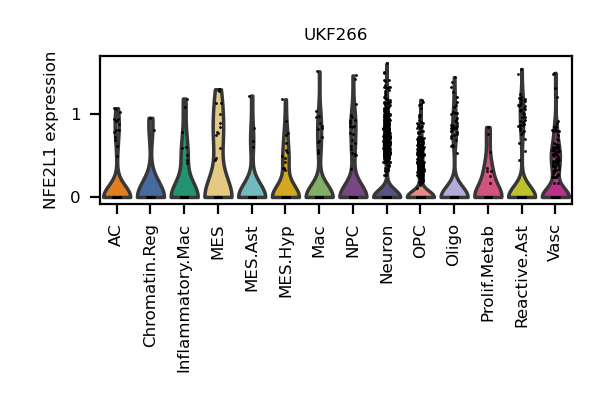 UKF266
NFE2L1 expression
1
0
AC
Chromatin.Reg
Inflammatory.Mac
MES
MES.Ast
MES.Hyp
Mac
NPC
Neuron
OPC
Oligo
Prolif.Metab
Reactive.Ast
Vasc